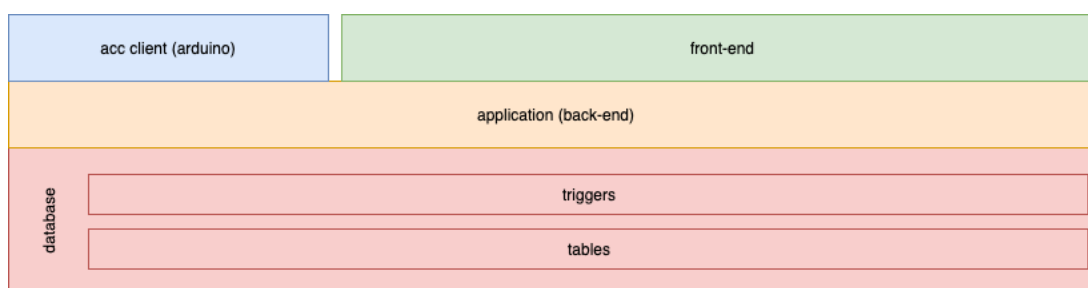 acc client (arduino)
front-end
application (back-end)
database
triggers
tables